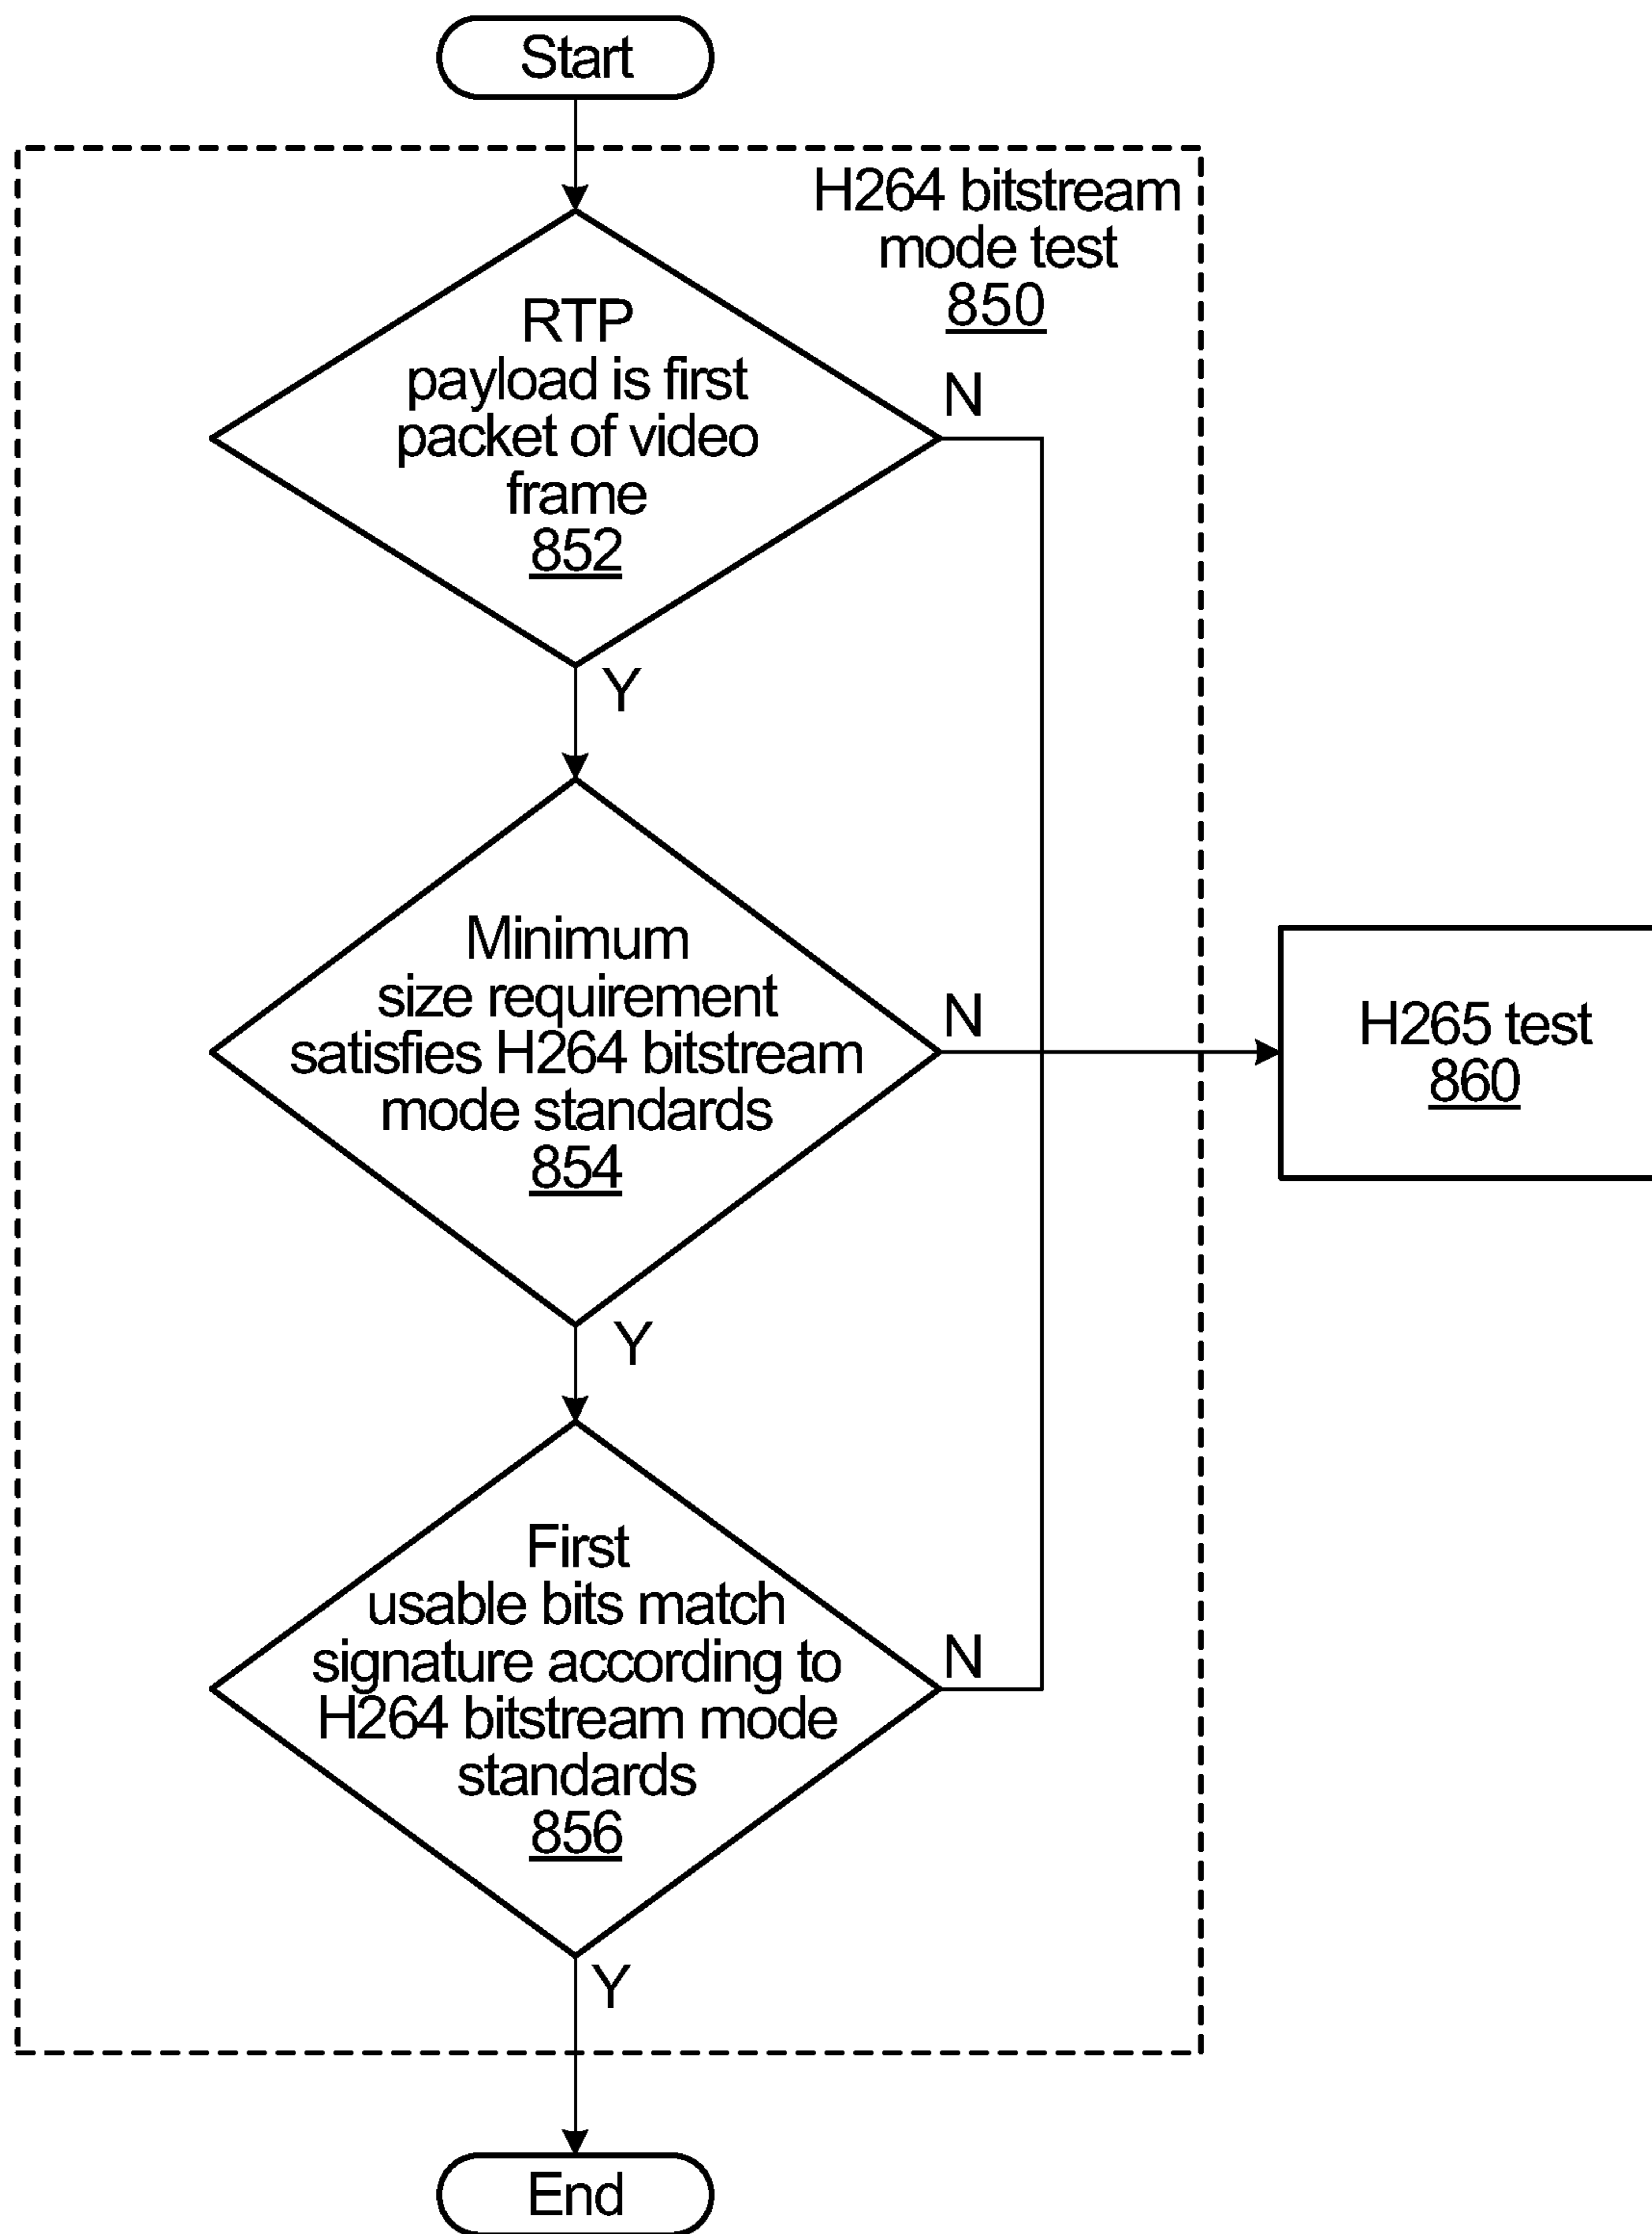 Start
H264 bitstream
mode test
850
RTP
payload is first
packet of video
frame
852
N
Y
Minimum
size requirement
satisfies H264 bitstream
mode standards
854
N
H265 test
860
Y
First
usable bits match
signature according to
H264 bitstream mode
standards
856
N
Y
End